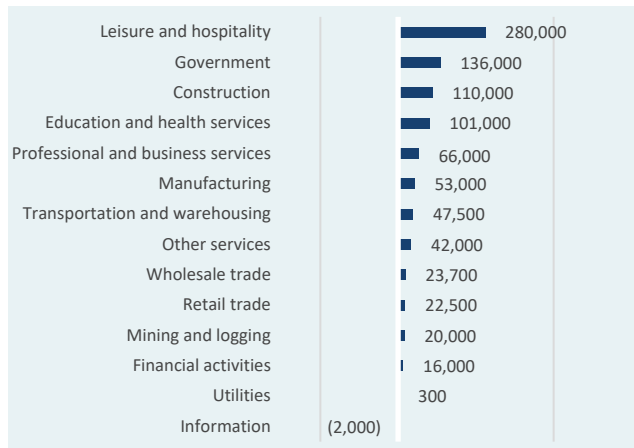 Leisure and hospitality 280,000
Government 136,000
Construction 110,000
Education and health services 101,000
Professional and business services 66,000
Manufacturing 53,000
Transportation and warehousing 47,500
Other services 42,000
Wholesale trade 23,700
Retail trade 22,500
Mining and logging 20,000
Financial activities 16,000
Utilities 300
Information (2,000)